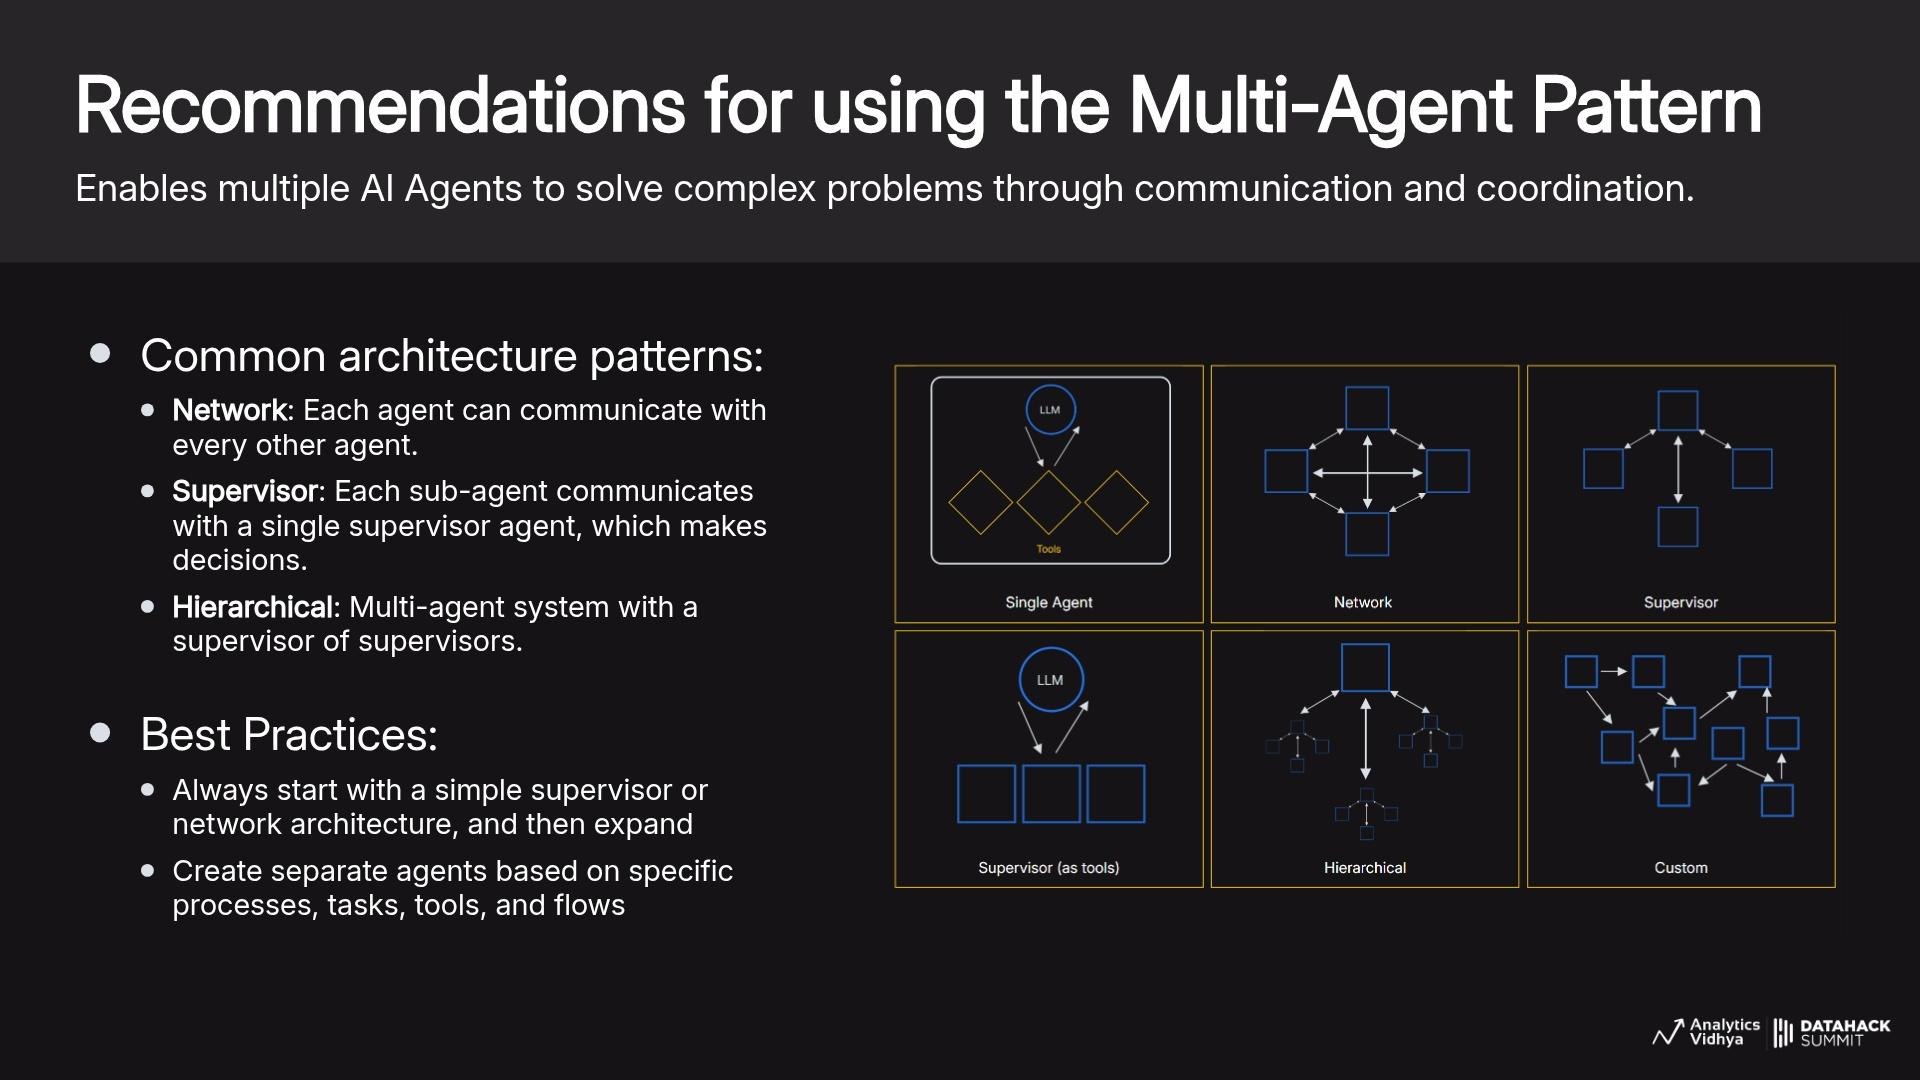 Recommendations for using the Multi-Agent Pattern
Enables multiple AI Agents to solve complex problems through communication and coordination.
Common architecture patterns:
Network: Each agent can communicate with
every other agent.
Supervisor: Each sub-agent communicates
with a single supervisor agent, which makes
decisions.
Hierarchical: Multi-agent system with a
supervisor of supervisors.
Best Practices:
Always start with a simple supervisor or
network architecture, and then expand
Create separate agents based on specific
processes, tasks, tools, and flows
LLM
Tools
Single Agent
Network
Supervisor
LLM
Supervisor (as tools)
Hierarchical
Custom
Analytics
Vidhya
DATAHACK
SUMMIT